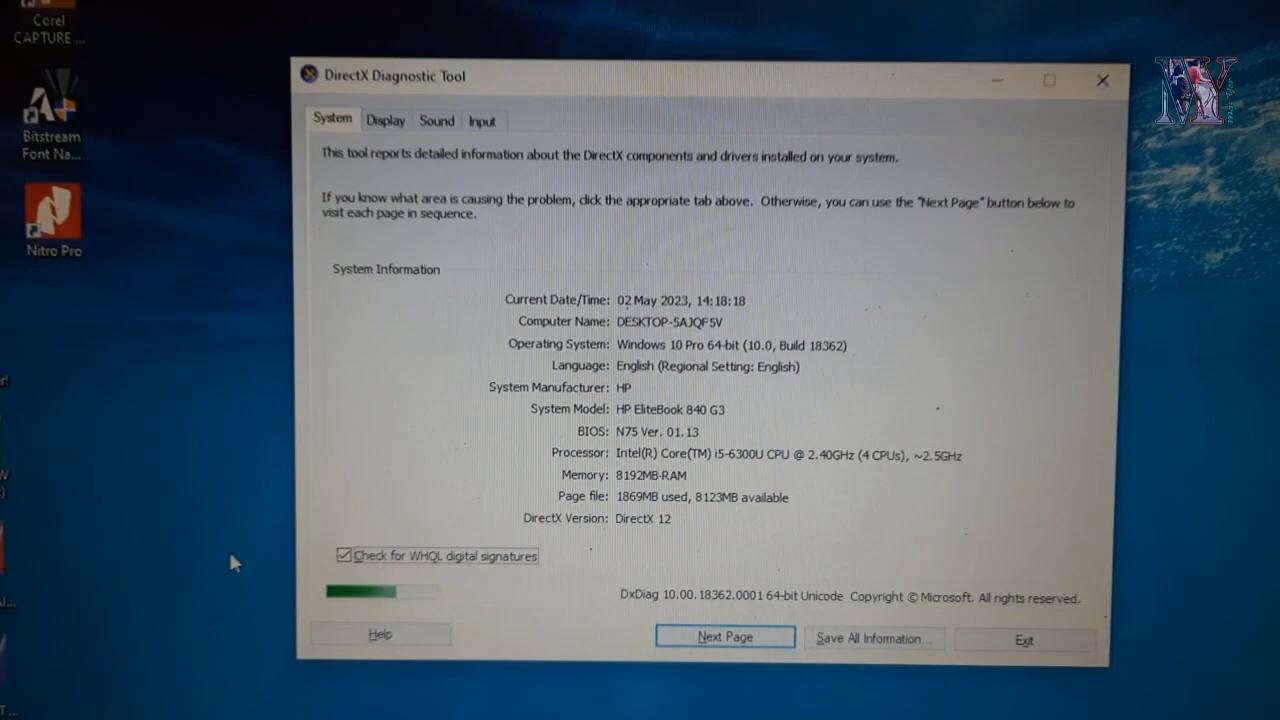 Corel
CAPTURE ...
Bitstream
Font Na...
Nitro Pro
DirectX Diagnostic Tool
System Display Sound Input
This tool reports detailed information about the DirectX components and drivers installed on your system.
If you know what area is causing the problem, click the appropriate tab above. Otherwise, you can use the "Next Page" button below to
visit each page in sequence.
System Information
Current Date/Time: 02 May 2023, 14:18:18
Computer Name: DESKTOP-5AJQF5V
Operating System: Windows 10 Pro 64-bit (10.0, Build 18362)
Language: English (Regional Setting: English)
System Manufacturer: HP
System Model: HP EliteBook 840 G3
BIOS: N75 Ver. 01.13
Processor: Intel(R) Core(TM) i5-6300U CPU @ 2.40GHz (4 CPUs), ~2.5GHz
Memory: 8192MB RAM
Page file: 1869MB used, 8123MB available
DirectX Version: DirectX 12
Check for WHQL digital signatures
DxDiag 10.00.18362.0001 64-bit Unicode Copyright © Microsoft. All rights reserved.
Help Next Page Save All Information... Exit
MY